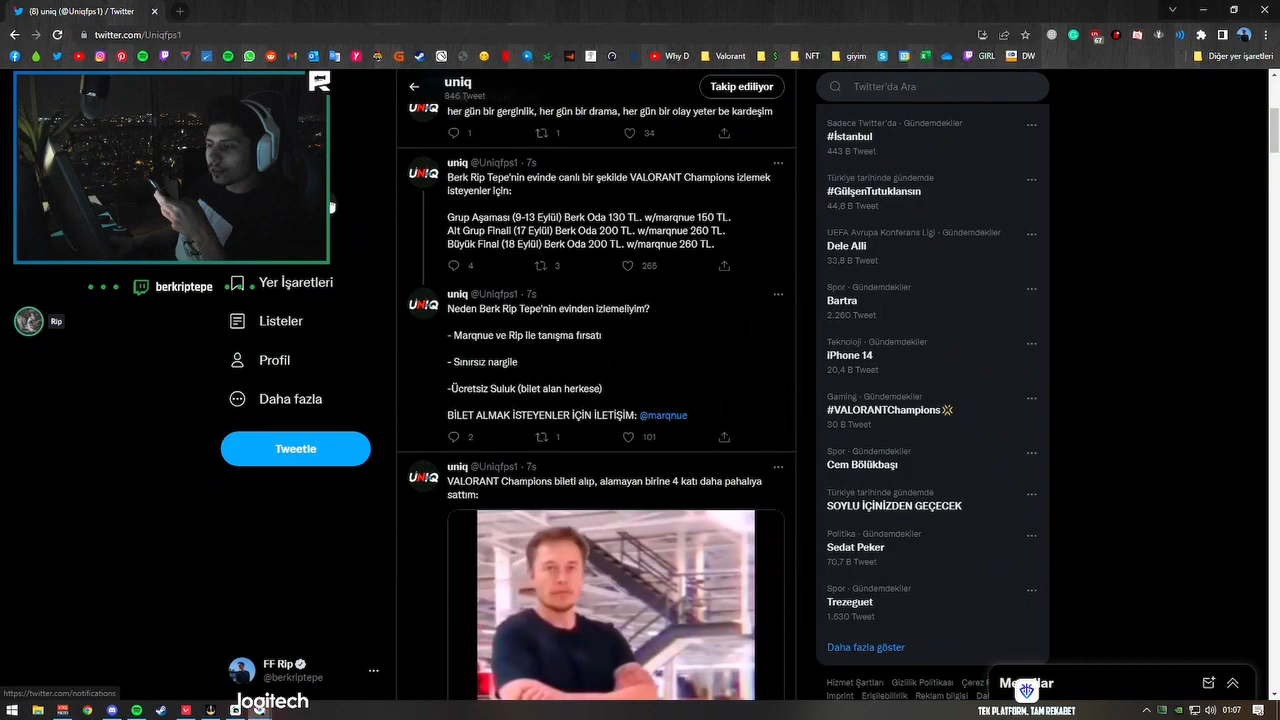 (8) uniq (@Uniqfps1) / Twitter
twitter.com/Uniqfps1
67
Why D
Valorant
$
NFT
giyim
GIRL
DW
Diğer yer işaretleri
berkriptepe
Rip
Yer İşaretleri
Listeler
Profil
Daha fazla
Tweetle
FF Rip
@berkriptepe
https://twitter.com/notifications
logitech
uniq
846 Tweet
Takip ediliyor
UNIQ
her gün bir gerginlik, her gün bir drama, her gün bir olay yeter be kardeşim
1 1 34
UNIQ
uniq @Uniqfps1 · 7s
Berk Rip Tepe'nin evinde canlı bir şekilde VALORANT Champions izlemek
isteyenler için:
Grup Aşaması (9-13 Eylül) Berk Oda 130 TL. w/marqnue 150 TL.
Alt Grup Finali (17 Eylül) Berk Oda 200 TL. w/marqnue 260 TL.
Büyük Final (18 Eylül) Berk Oda 200 TL. w/marqnue 260 TL.
4 3 265
UNIQ
uniq @Uniqfps1 · 7s
Neden Berk Rip Tepe'nin evinden izlemeliyim?
- Marqnue ve Rip ile tanışma fırsatı
- Sınırsız nargile
-Ücretsiz Suluk (bilet alan herkese)
BİLET ALMAK İSTEYENLER İÇİN İLETİŞİM: @marqnue
2 1 101
UNIQ
uniq @Uniqfps1 · 7s
VALORANT Champions bileti alıp, alamayan birine 4 katı daha pahalıya
sattım:
Twitter'da Ara
Sadece Twitter'da · Gündemdekiler
#İstanbul
443 B Tweet
Türkiye tarihinde gündemde
#GülşenTutuklansın
44,8 B Tweet
UEFA Avrupa Konferans Ligi · Gündemdekiler
Dele Alli
33,8 B Tweet
Spor · Gündemdekiler
Bartra
2.260 Tweet
Teknoloji · Gündemdekiler
iPhone 14
20,4 B Tweet
Gaming · Gündemdekiler
#VALORANTChampions
30 B Tweet
Spor · Gündemdekiler
Cem Bölükbaşı
Türkiye tarihinde gündemde
SOYLU İÇİNİZDEN GEÇECEK
Politika · Gündemdekiler
Sedat Peker
70,7 B Tweet
Spor · Gündemdekiler
Trezeguet
1.630 Tweet
Daha fazla göster
Hizmet Şartları Gizlilik Politikası Çerez
Imprint Erişilebilirlik Reklam bilgisi
TEK PLATFORM, TAM REKABET
01:07